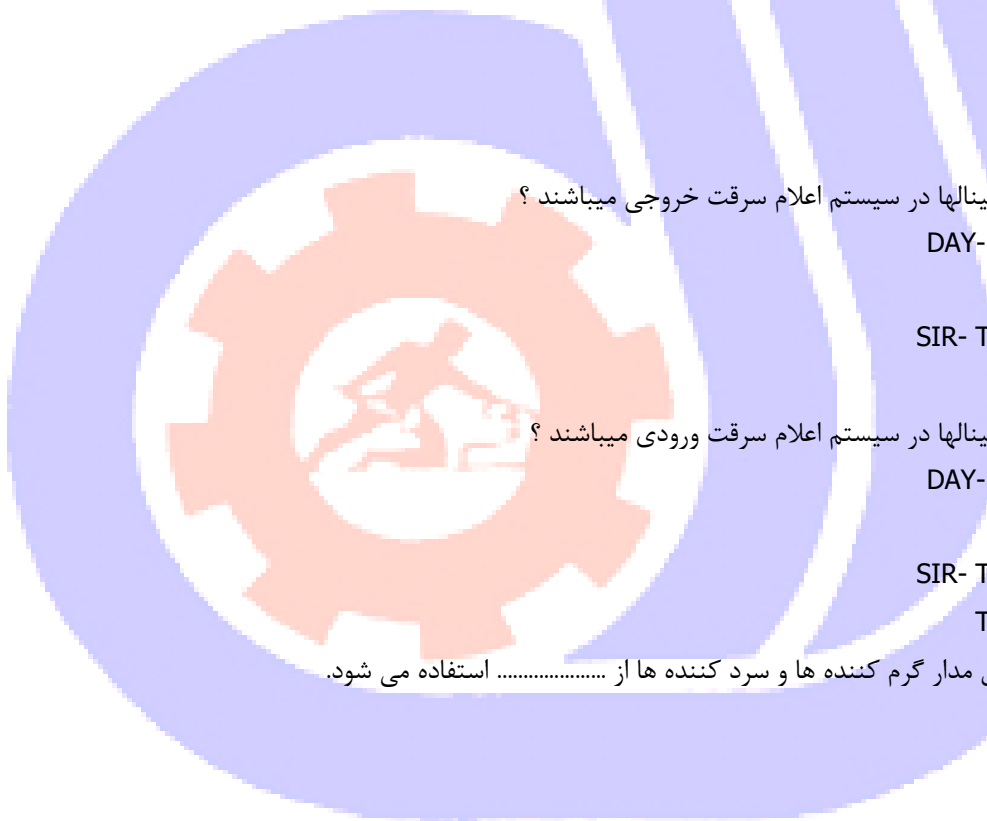 ینالها در سیستم اعلام سرقت خروجی میباشند ؟
DAY-
SIR- T
ینالها در سیستم اعلام سرقت ورودی میباشند ؟
DAY-
SIR- T
T
مدار گرم کننده ها و سرد کننده ها از ..................... استفاده می شود.